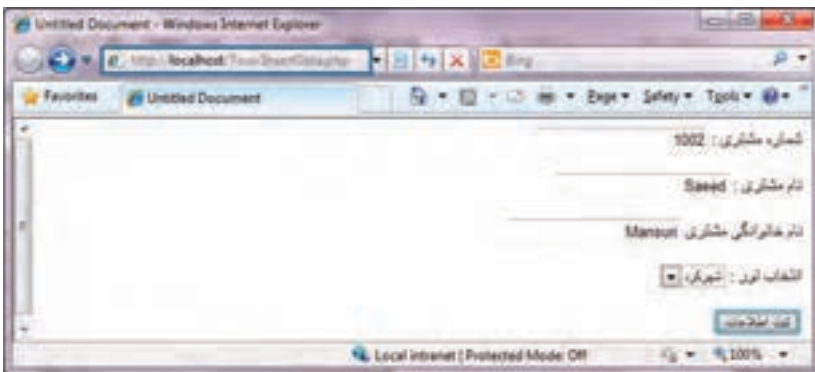 Untitled Document - Windows Internet Explorer
http://localhost/
Bing
Favorites
Untitled Document
Page Safety Tools
شماره مشتری : 1002
نام مشتری : Saeed
نام خانوادگی مشتری Mansuri
انتخاب تور :
ثبت اطلاعات
Local intranet | Protected Mode: Off
100%